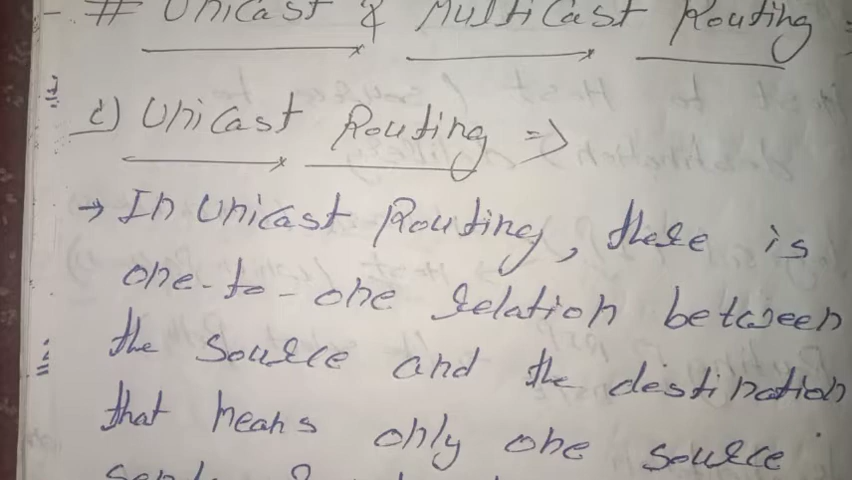 # Unicast & Multicast Routing ⇒
i) Unicast Routing ⇒
→ In Unicast Routing, there is
one-to-one relation between
the source and the destination
that means only one source